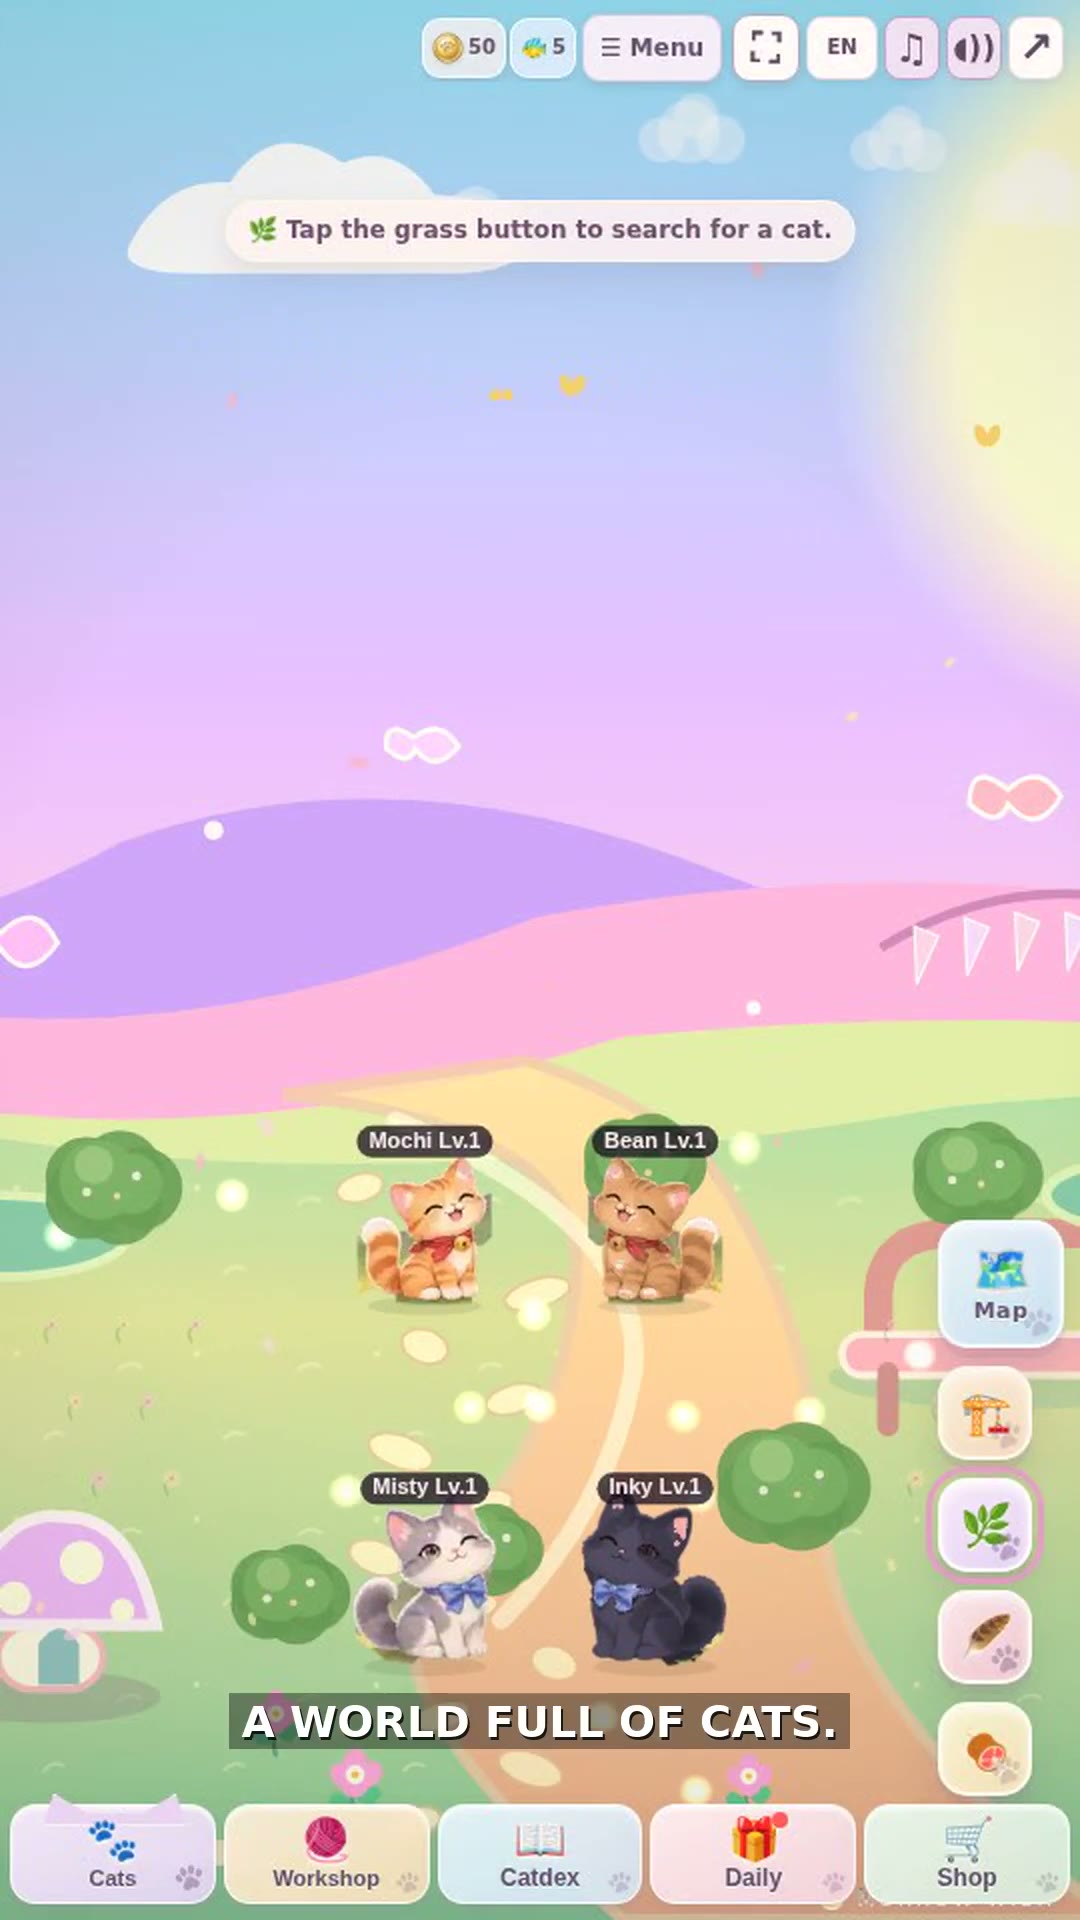 50
5
☰ Menu
EN
Tap the grass button to search for a cat.
Mochi Lv.1
Bean Lv.1
Map
Misty Lv.1
Inky Lv.1
A WORLD FULL OF CATS.
Cats
Workshop
Catdex
Daily
Shop